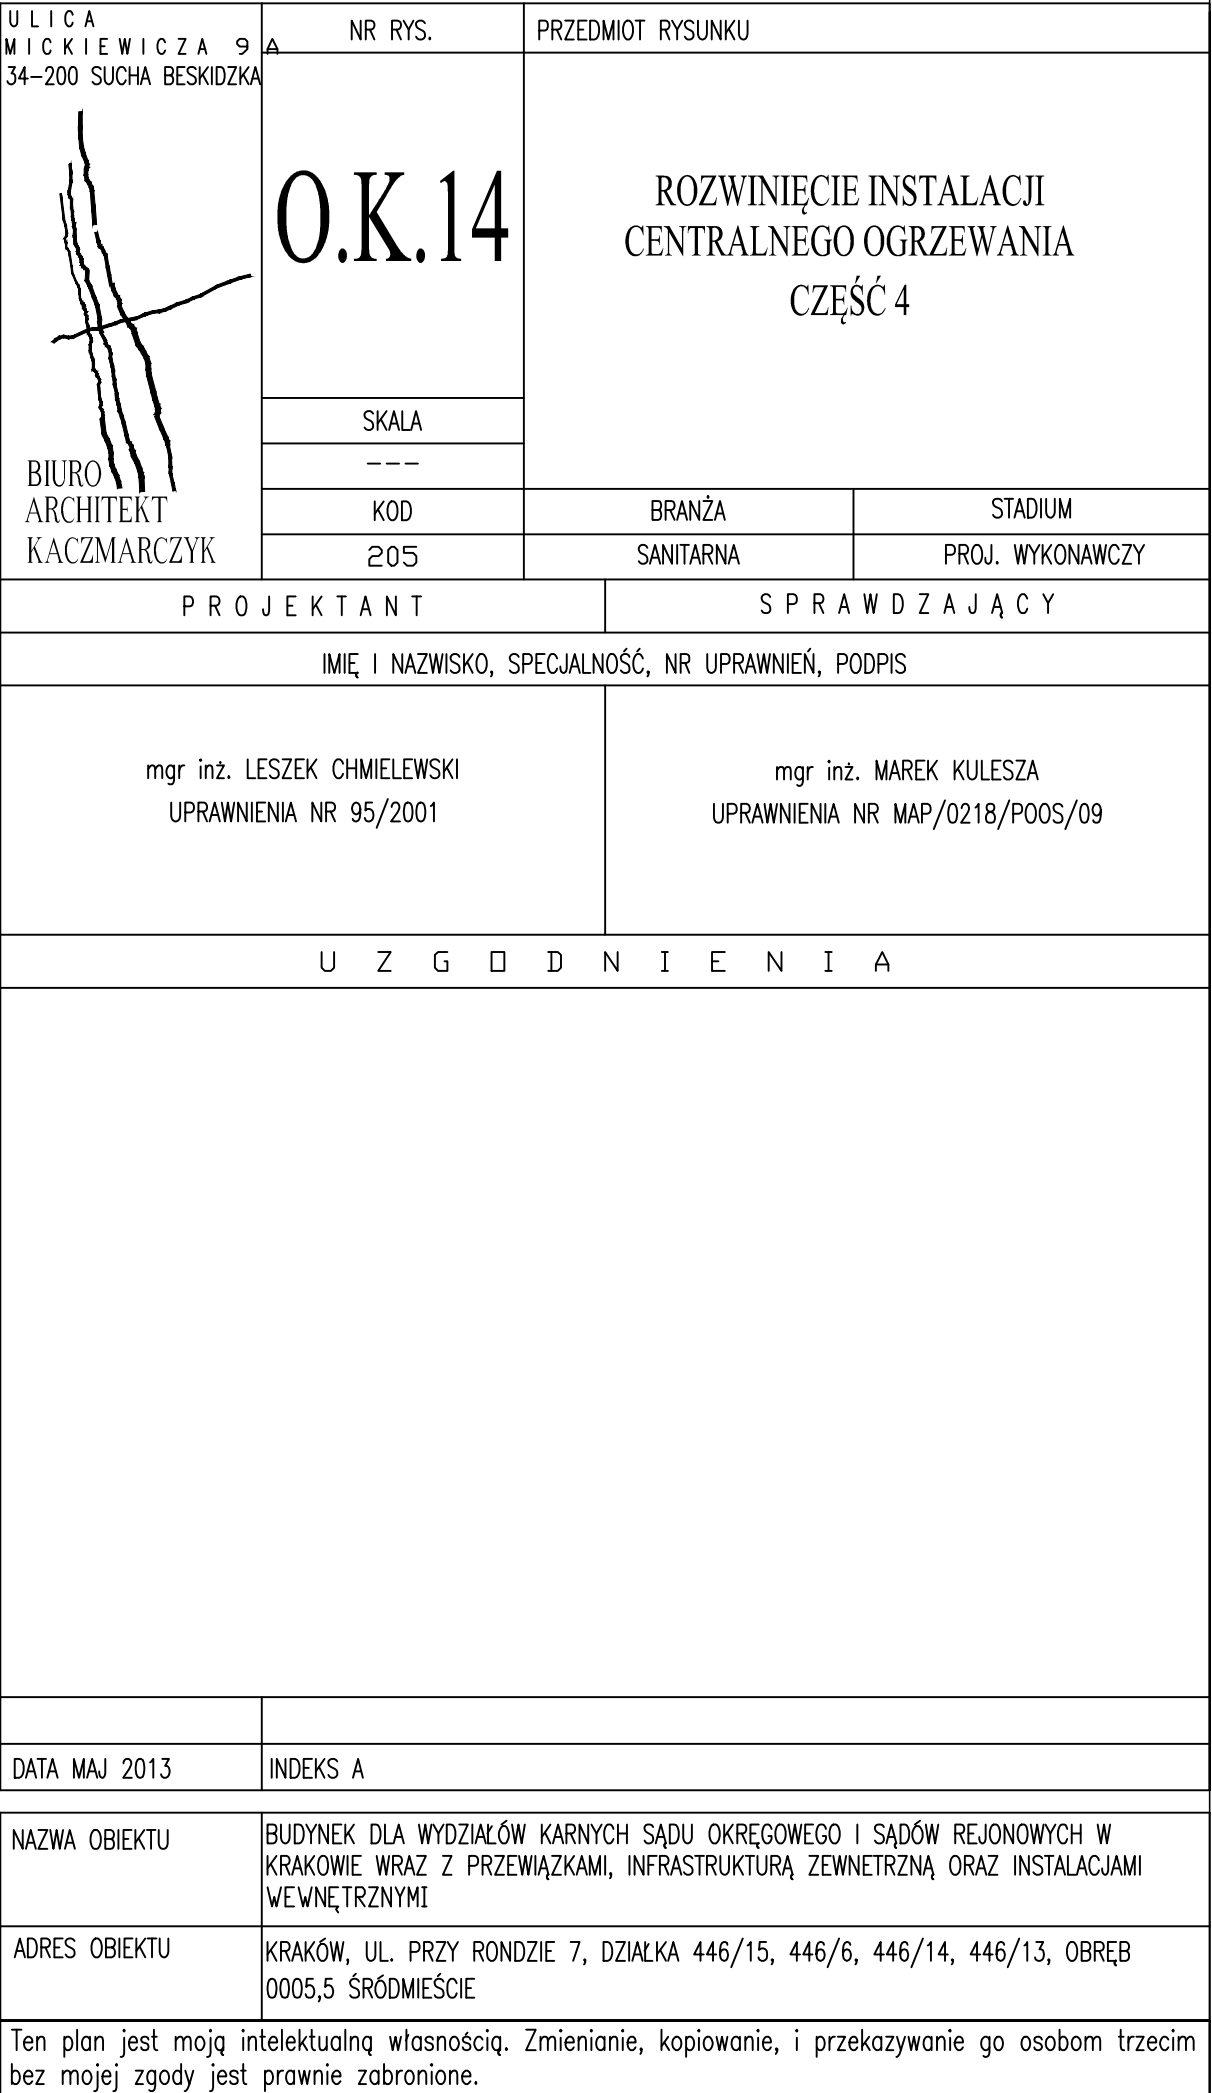 ULICA
MICKIEWICZA 9 A
34-200 SUCHA BESKIDZKA
BIURO
ARCHITEKT
KACZMARCZYK
NR RYS.
O.K.14
SKALA
---
KOD
205
PRZEDMIOT RYSUNKU
ROZWINIĘCIE INSTALACJI
CENTRALNEGO OGRZEWANIA
CZĘŚĆ 4
BRANŻA
STADIUM
SANITARNA
PROJ. WYKONAWCZY
PROJEKTANT
SPRAWDZAJĄCY
IMIĘ I NAZWISKO, SPECJALNOŚĆ, NR UPRAWNIEŃ, PODPIS
mgr inż. LESZEK CHMIELEWSKI
UPRAWNIENIA NR 95/2001
mgr inż. MAREK KULESZA
UPRAWNIENIA NR MAP/0218/POOS/09
UZGODNIENIA
DATA MAJ 2013
INDEKS A
NAZWA OBIEKTU
BUDYNEK DLA WYDZIAŁÓW KARNYCH SĄDU OKRĘGOWEGO I SĄDÓW REJONOWYCH W
KRAKOWIE WRAZ Z PRZEWIĄZKAMI, INFRASTRUKTURĄ ZEWNETRZNĄ ORAZ INSTALACJAMI
WEWNĘTRZNYMI
ADRES OBIEKTU
KRAKÓW, UL. PRZY RONDZIE 7, DZIAŁKA 446/15, 446/6, 446/14, 446/13, OBRĘB
0005,5 ŚRÓDMIEŚCIE
Ten plan jest moją intelektualną własnością. Zmienianie, kopiowanie, i przekazywanie go osobom trzecim
bez mojej zgody jest prawnie zabronione.